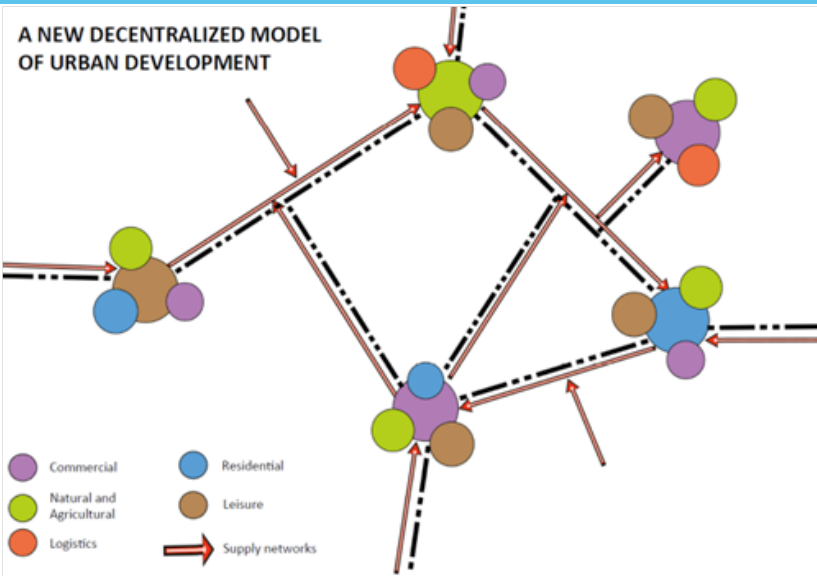 A NEW DECENTRALIZED MODEL
OF URBAN DEVELOPMENT
Commercial
Natural and
Agricultural
Logistics
Residential
Leisure
Supply networks